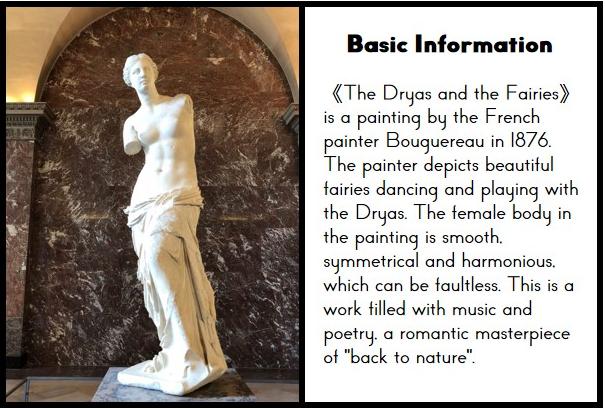 Basic Information
《The Dryas and the Fairies》
is a painting by the French
painter Bouguereau in 1876.
The painter depicts beautiful
fairies dancing and playing with
the Dryas. The female body in
the painting is smooth,
symmetrical and harmonious,
which can be faultless. This is a
work filled with music and
poetry, a romantic masterpiece
of "back to nature".